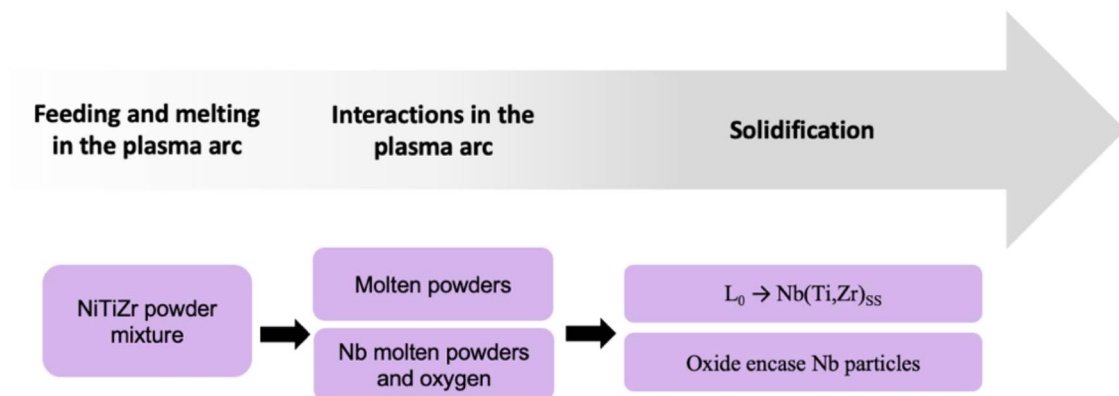 Feeding and melting
in the plasma arc
Interactions in the
plasma arc
Solidification
NiTiZr powder
mixture
Molten powders
Nb molten powders
and oxygen
L₀ → Nb(Ti,Zr)ₛₛ
Oxide encase Nb particles